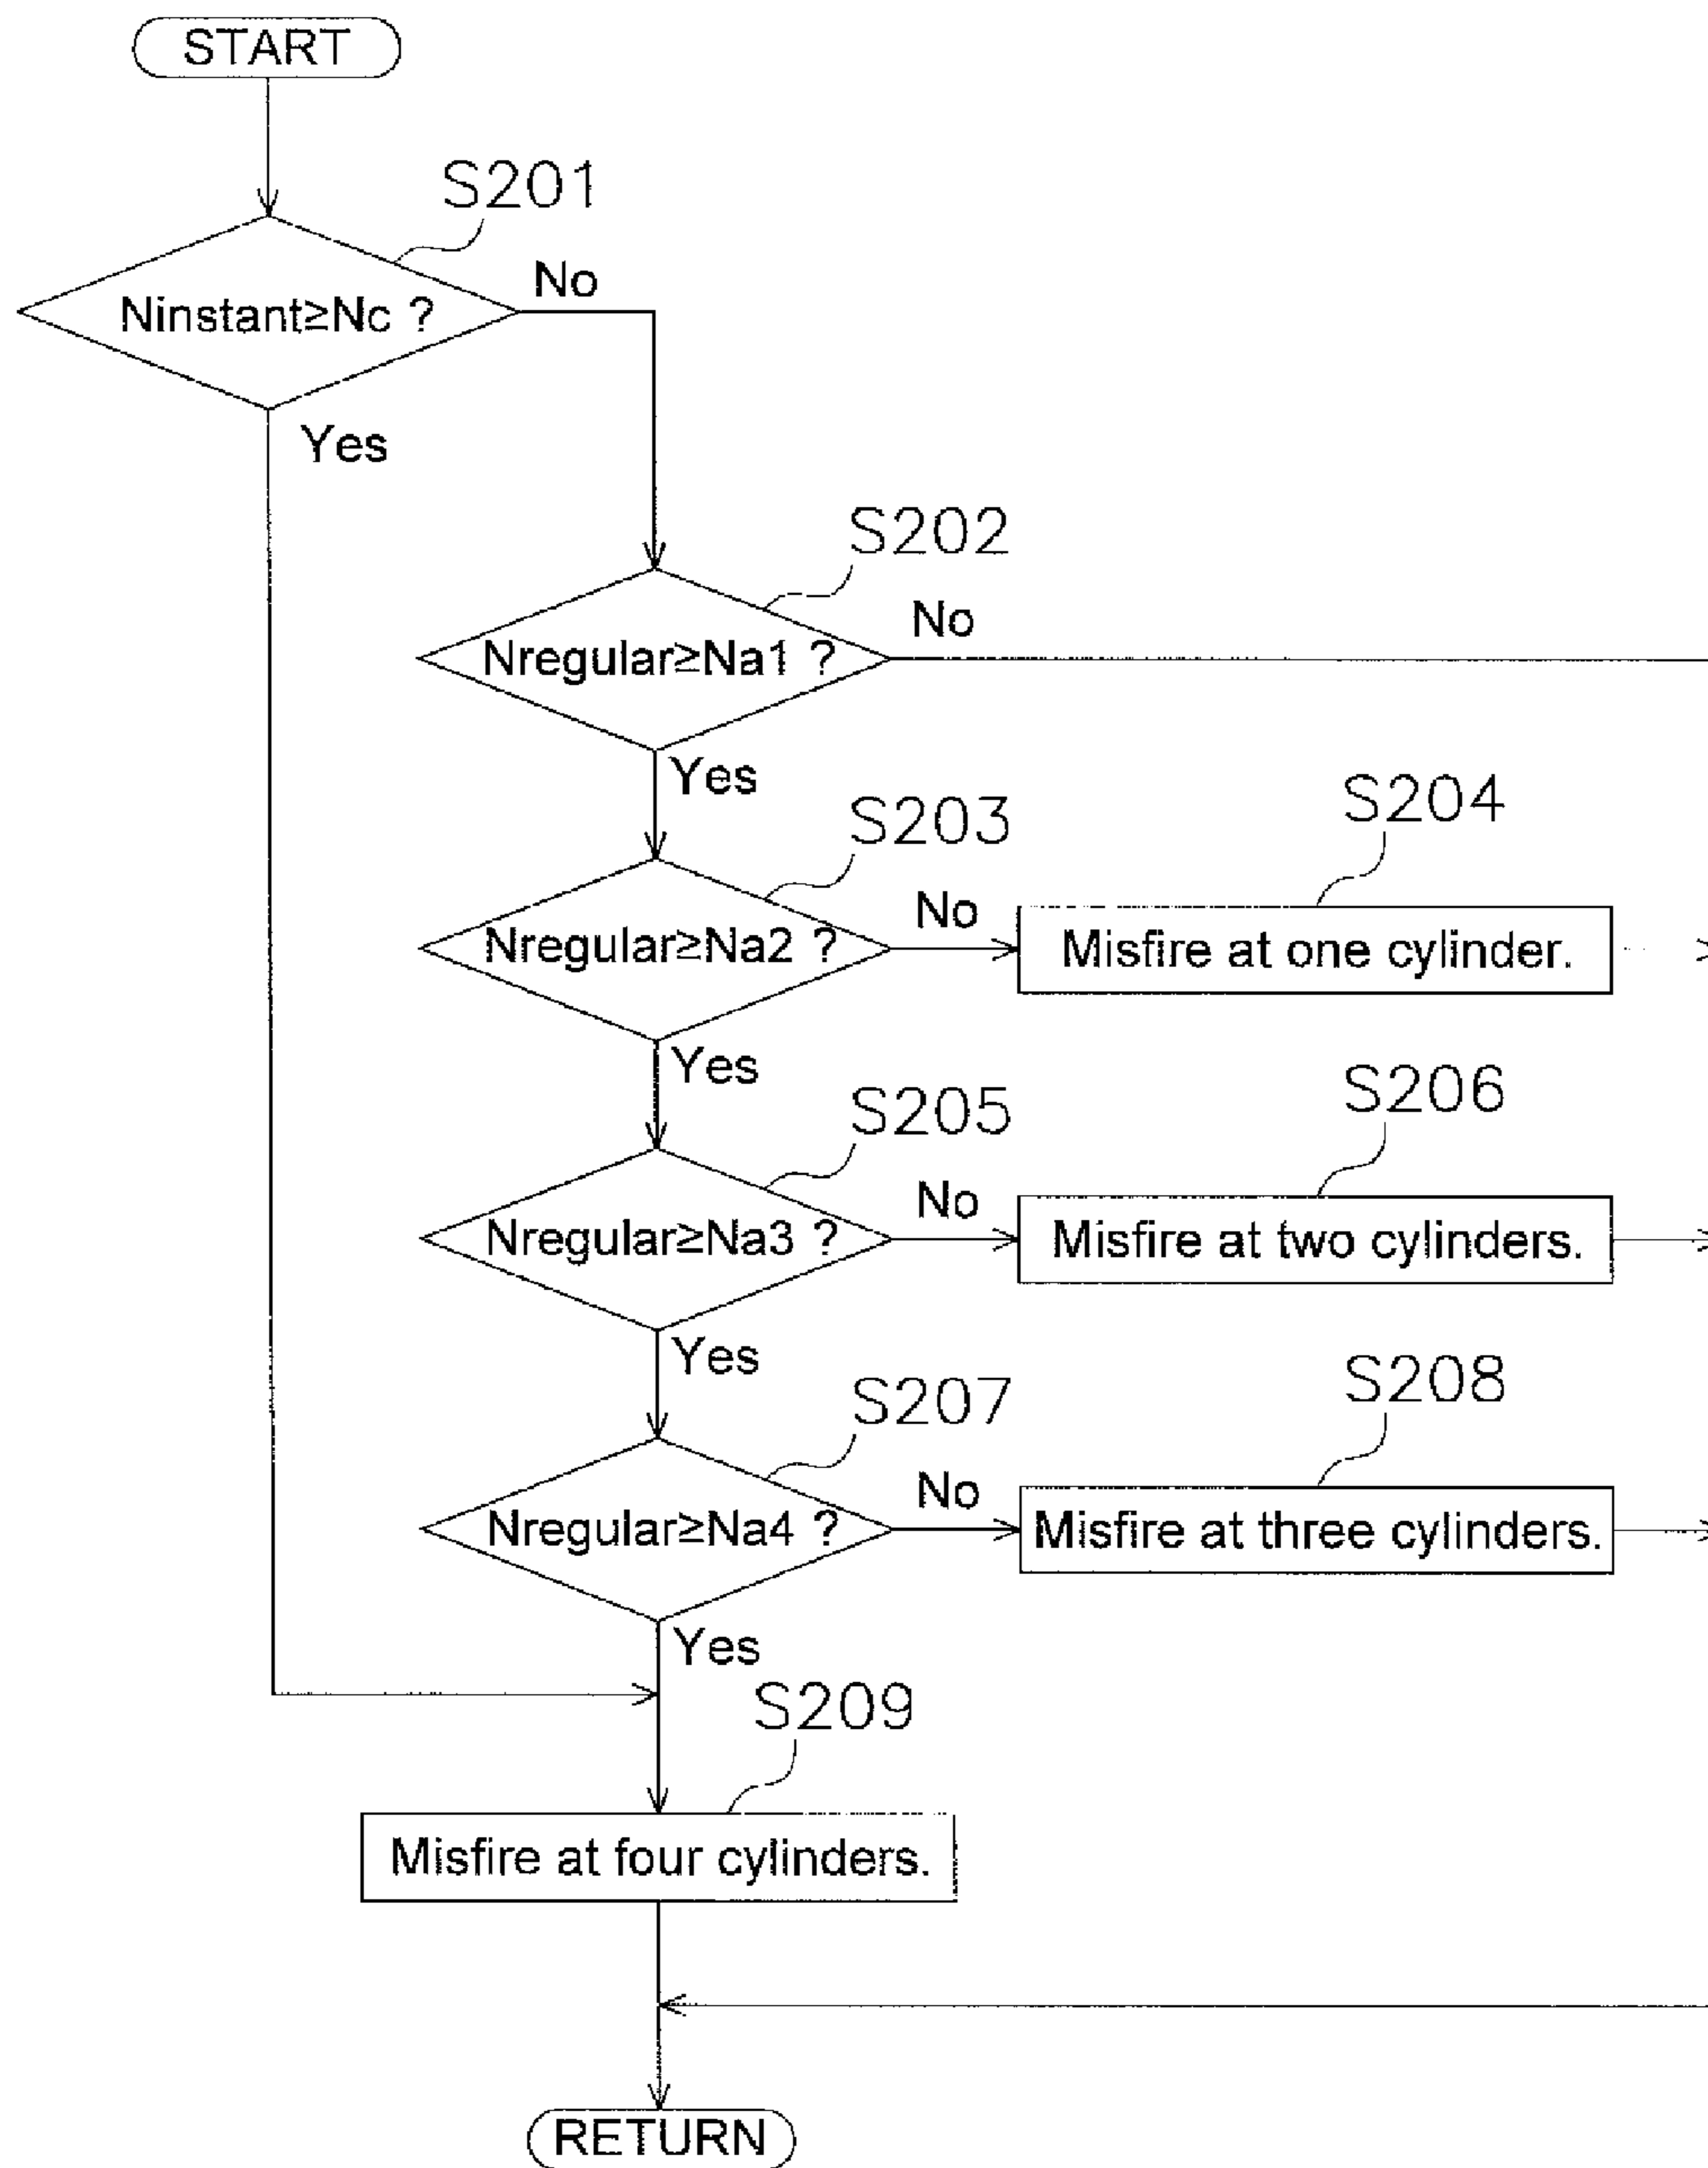 START
S201
Ninstant≥Nc ?
No
Yes
S202
Nregular≥Na1 ?
No
Yes
S203
Nregular≥Na2 ?
No
S204
Misfire at one cylinder.
Yes
S205
Nregular≥Na3 ?
No
S206
Misfire at two cylinders.
Yes
S207
Nregular≥Na4 ?
No
S208
Misfire at three cylinders.
Yes
S209
Misfire at four cylinders.
RETURN